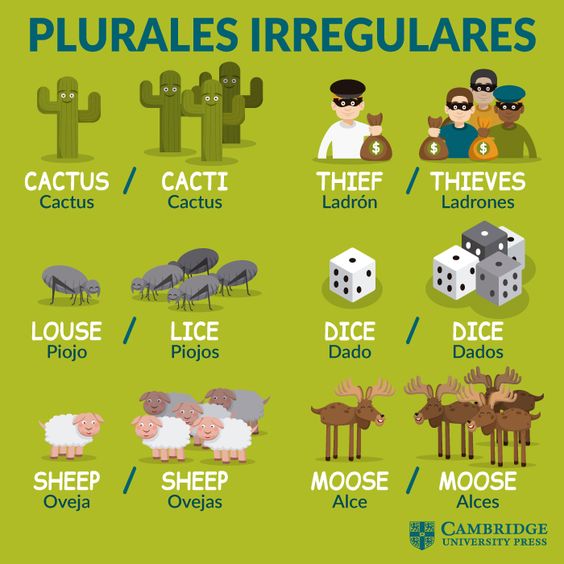 PLURALES IRREGULARES
CACTUS / CACTI
Cactus Cactus
THIEF / THIEVES
Ladrón Ladrones
$ $ $
LOUSE / LICE
Piojo Piojos
DICE / DICE
Dado Dados
SHEEP / SHEEP
Oveja Ovejas
MOOSE / MOOSE
Alce Alces
CAMBRIDGE
UNIVERSITY PRESS